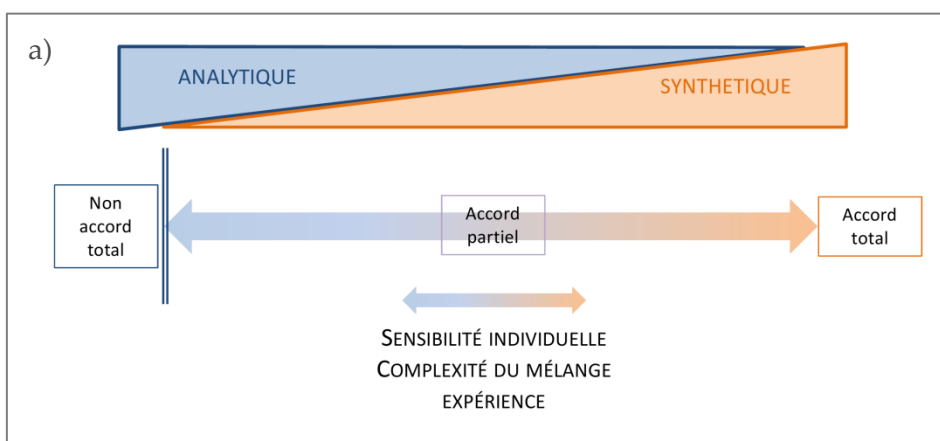 a)
ANALYTIQUE
SYNTHETIQUE
Non
accord
total
Accord
partiel
Accord
total
SENSIBILITÉ INDIVIDUELLE
COMPLEXITÉ DU MÉLANGE
EXPÉRIENCE